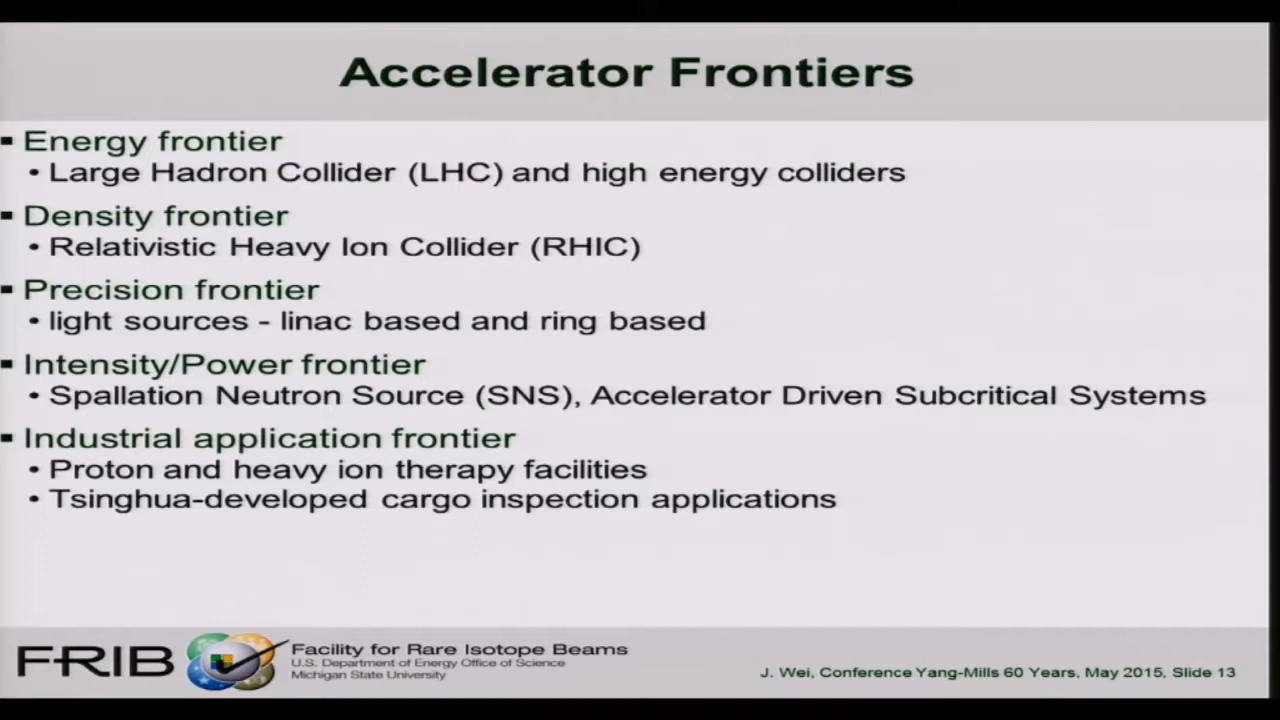 Accelerator Frontiers
▪ Energy frontier
• Large Hadron Collider (LHC) and high energy colliders
▪ Density frontier
• Relativistic Heavy Ion Collider (RHIC)
▪ Precision frontier
• light sources - linac based and ring based
▪ Intensity/Power frontier
• Spallation Neutron Source (SNS), Accelerator Driven Subcritical Systems
▪ Industrial application frontier
• Proton and heavy ion therapy facilities
• Tsinghua-developed cargo inspection applications
FRIB
Facility for Rare Isotope Beams
U.S. Department of Energy Office of Science
Michigan State University
J. Wei, Conference Yang-Mills 60 Years, May 2015, Slide 13